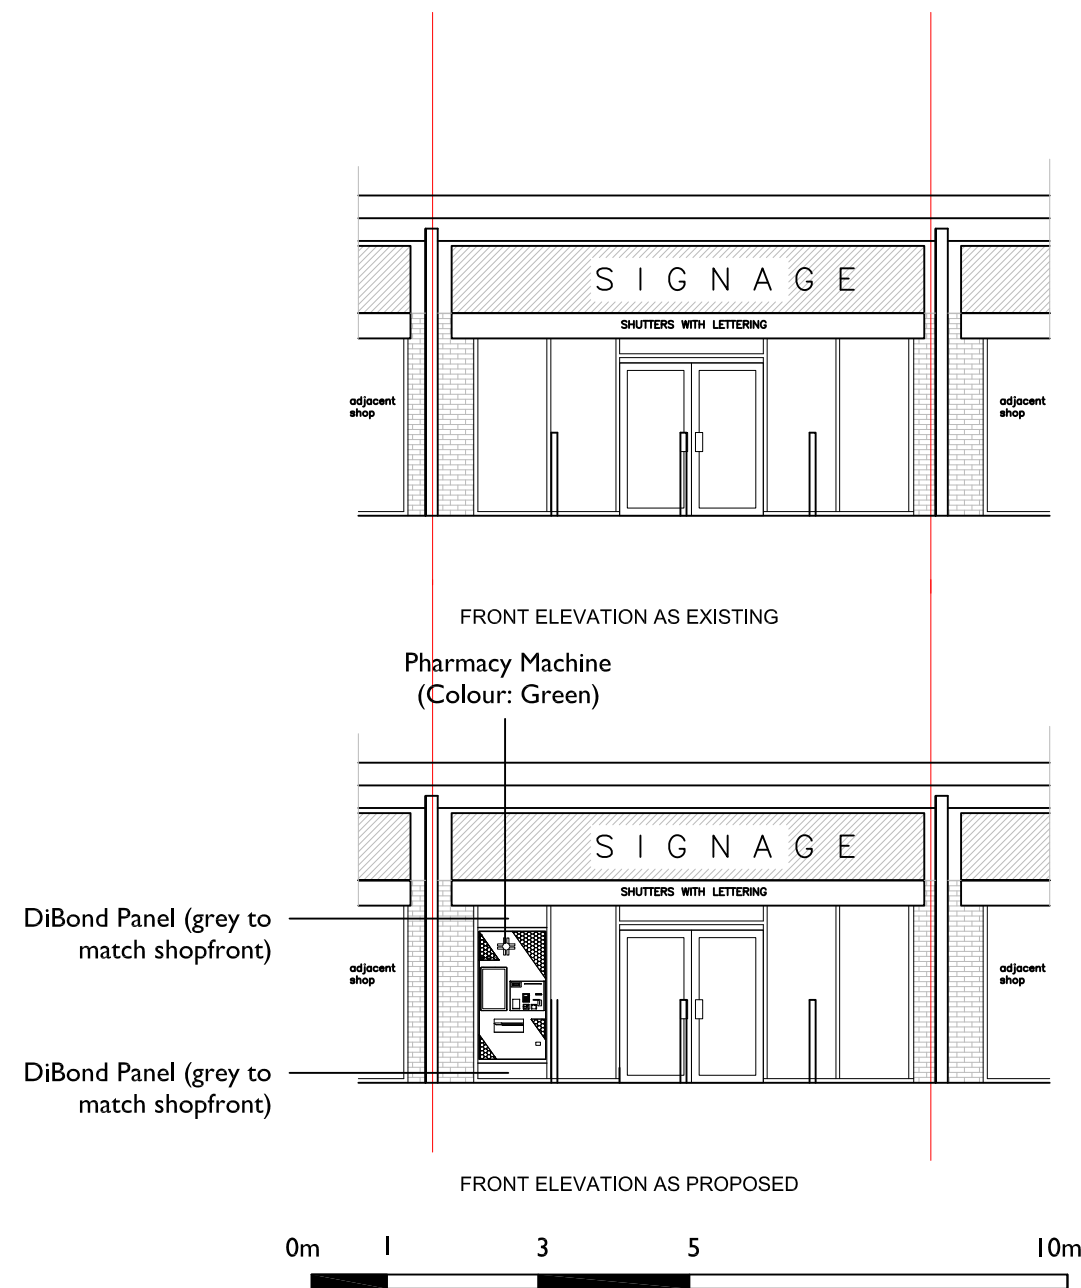 SIGNAGE
SHUTTERS WITH LETTERING
adjacent
shop
adjacent
shop
FRONT ELEVATION AS EXISTING
Pharmacy Machine
(Colour: Green)
SIGNAGE
SHUTTERS WITH LETTERING
DiBond Panel (grey to
match shopfront)
adjacent
shop
adjacent
shop
DiBond Panel (grey to
match shopfront)
FRONT ELEVATION AS PROPOSED
0m 1 3 5 10m